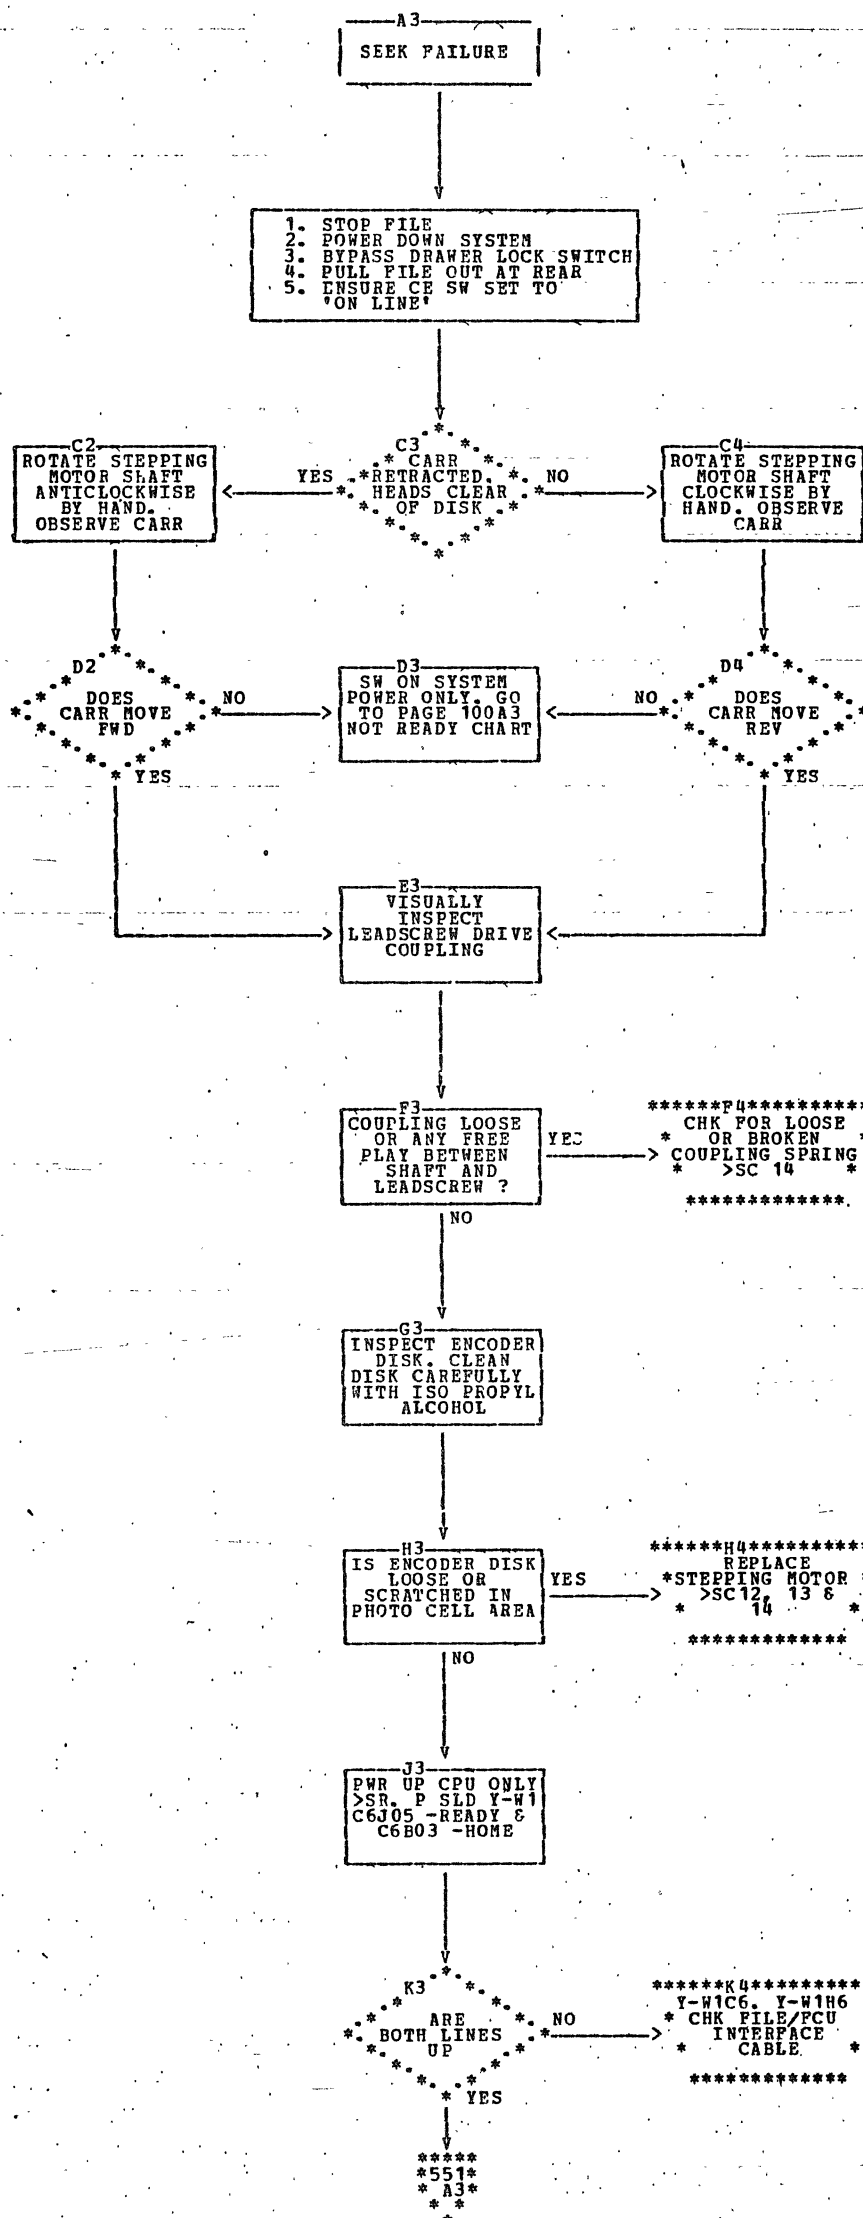 A3
SEEK FAILURE
1. STOP FILE
2. POWER DOWN SYSTEM
3. BYPASS DRAWER LOCK SWITCH
4. PULL FILE OUT AT REAR
5. ENSURE CE SW SET TO
'ON LINE'
C2
ROTATE STEPPING
MOTOR SHAFT
ANTICLOCKWISE
BY HAND.
OBSERVE CARR
YES
C3
CARR
RETRACTED.
HEADS CLEAR
OF DISK
NO
C4
ROTATE STEPPING
MOTOR SHAFT
CLOCKWISE BY
HAND. OBSERVE
CARR
D2
DOES
CARR MOVE
FWD
NO
YES
D3
SW ON SYSTEM
POWER ONLY. GO
TO PAGE 100A3
NOT READY CHART
D4
NO
DOES
CARR MOVE
REV
YES
E3
VISUALLY
INSPECT
LEADSCREW DRIVE
COUPLING
F3
COUPLING LOOSE
OR ANY FREE
PLAY BETWEEN
SHAFT AND
LEADSCREW ?
YES
NO
******F4**********
CHK FOR LOOSE
* OR BROKEN *
COUPLING SPRING
* >SC 14 *
*************
G3
INSPECT ENCODER
DISK. CLEAN
DISK CAREFULLY
WITH ISO PROPYL
ALCOHOL
H3
IS ENCODER DISK
LOOSE OR
SCRATCHED IN
PHOTO CELL AREA
YES
NO
******H4**********
REPLACE
*STEPPING MOTOR *
>SC12, 13 &
* 14 *
*************
J3
PWR UP CPU ONLY
>SR. P SLD Y-W1
C6J05 -READY &
C6B03 -HOME
K3
ARE
BOTH LINES
UP
NO
YES
******K4*********
Y-W1C6. Y-W1H6
* CHK FILE/FCU *
INTERFACE
* CABLE *
*************
*****
*551*
* A3*
* *